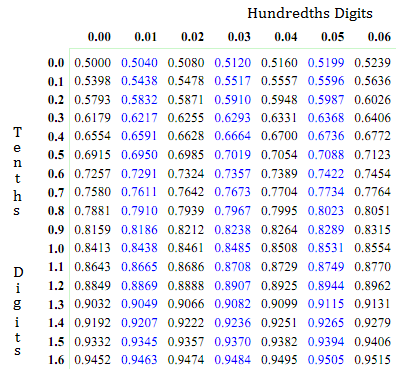 Hundredths Digits
0.00 0.01 0.02 0.03 0.04 0.05 0.06
0.0 0.5000 0.5040 0.5080 0.5120 0.5160 0.5199 0.5239
0.1 0.5398 0.5438 0.5478 0.5517 0.5557 0.5596 0.5636
0.2 0.5793 0.5832 0.5871 0.5910 0.5948 0.5987 0.6026
0.3 0.6179 0.6217 0.6255 0.6293 0.6331 0.6368 0.6406
0.4 0.6554 0.6591 0.6628 0.6664 0.6700 0.6736 0.6772
0.5 0.6915 0.6950 0.6985 0.7019 0.7054 0.7088 0.7123
0.6 0.7257 0.7291 0.7324 0.7357 0.7389 0.7422 0.7454
0.7 0.7580 0.7611 0.7642 0.7673 0.7704 0.7734 0.7764
0.8 0.7881 0.7910 0.7939 0.7967 0.7995 0.8023 0.8051
0.9 0.8159 0.8186 0.8212 0.8238 0.8264 0.8289 0.8315
1.0 0.8413 0.8438 0.8461 0.8485 0.8508 0.8531 0.8554
1.1 0.8643 0.8665 0.8686 0.8708 0.8729 0.8749 0.8770
1.2 0.8849 0.8869 0.8888 0.8907 0.8925 0.8944 0.8962
1.3 0.9032 0.9049 0.9066 0.9082 0.9099 0.9115 0.9131
1.4 0.9192 0.9207 0.9222 0.9236 0.9251 0.9265 0.9279
1.5 0.9332 0.9345 0.9357 0.9370 0.9382 0.9394 0.9406
1.6 0.9452 0.9463 0.9474 0.9484 0.9495 0.9505 0.9515
Tenths Digits